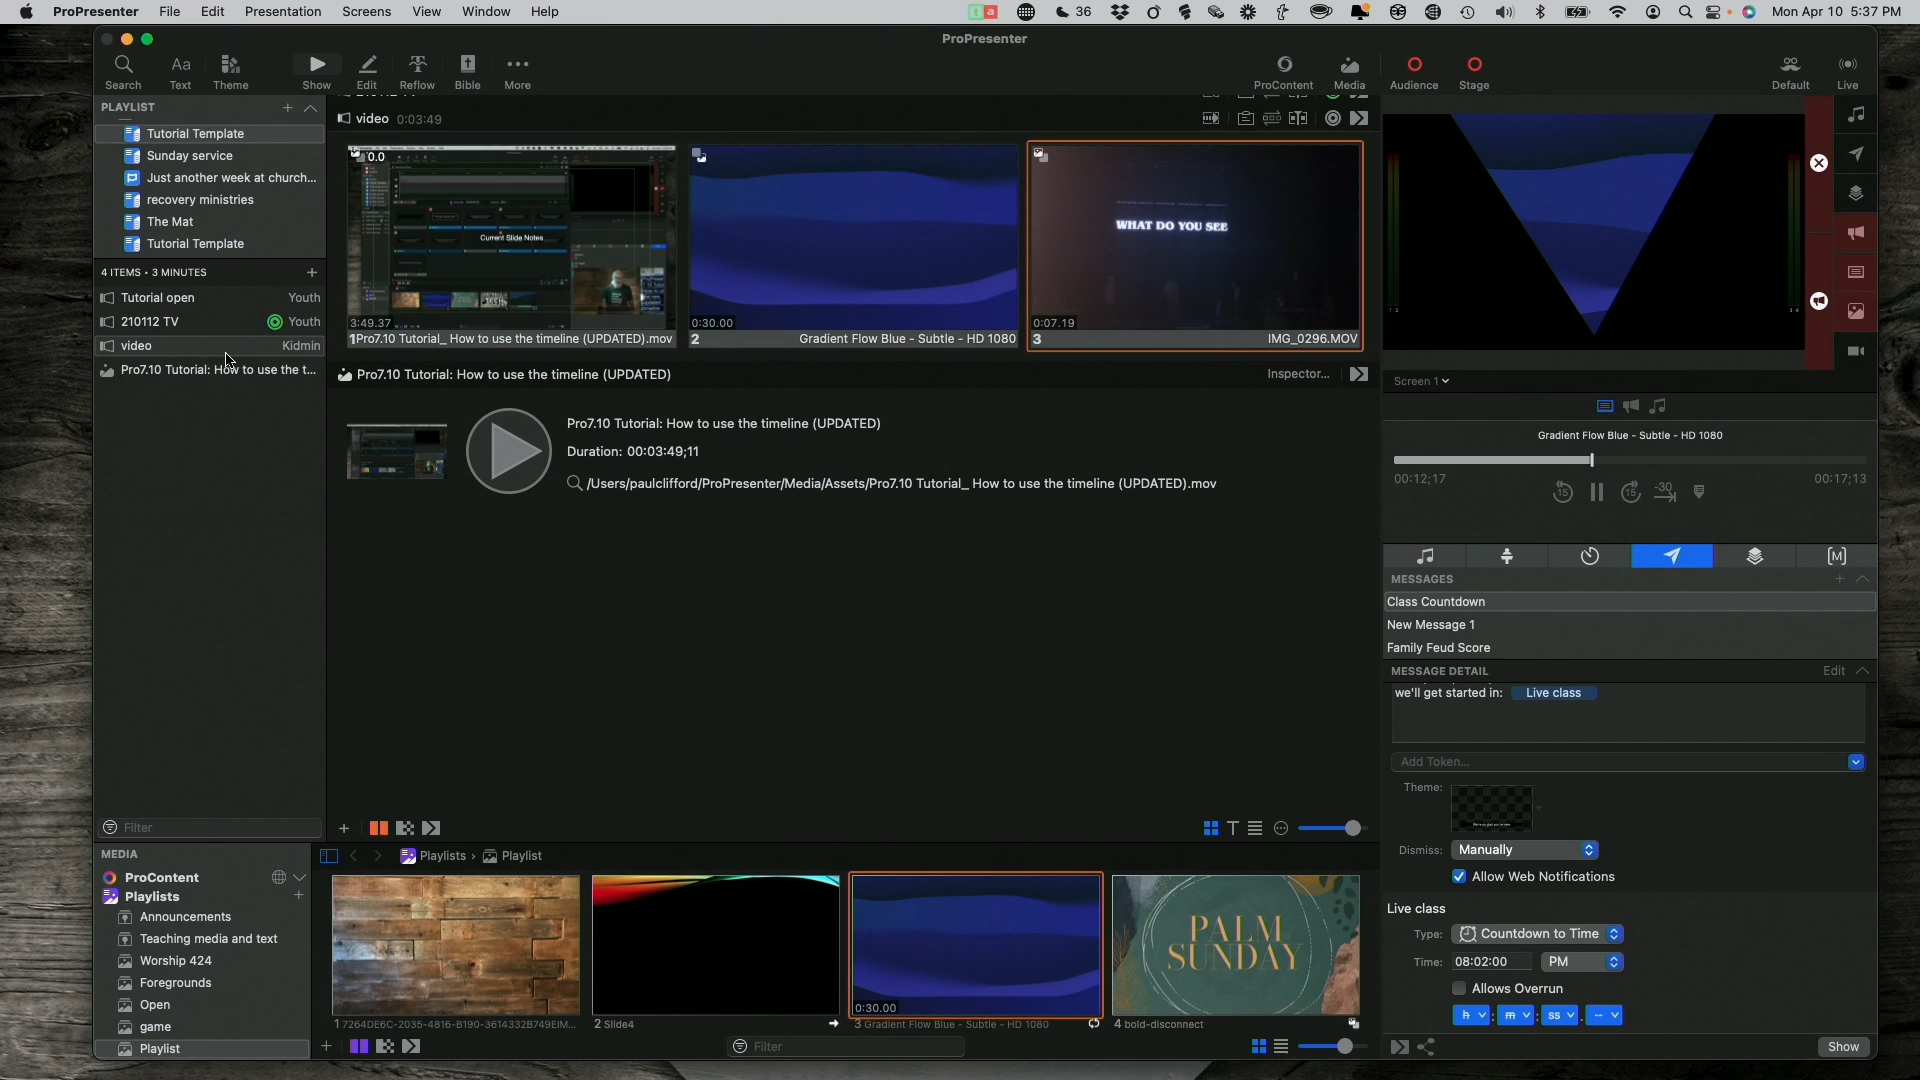 ProPresenter File Edit Presentation Screens View Window Help
36 Mon Apr 10 5:37 PM
ProPresenter
Search Text Theme Show Edit Reflow Bible More ProContent Media Audience Stage Default Live
PLAYLIST
Tutorial Template
Sunday service
Just another week at church...
recovery ministries
The Mat
Tutorial Template
4 ITEMS • 3 MINUTES
Tutorial open Youth
210112 TV Youth
video Kidmin
Pro7.10 Tutorial: How to use the t...
Filter
video 0:03:49
0.0
Current Slide Notes
3:49.37
1 Pro7.10 Tutorial_ How to use the timeline (UPDATED).mov
0:30.00
2 Gradient Flow Blue - Subtle - HD 1080
WHAT DO YOU SEE
0:07.19
3 IMG_0296.MOV
Pro7.10 Tutorial: How to use the timeline (UPDATED) Inspector...
Pro7.10 Tutorial: How to use the timeline (UPDATED)
Duration: 00:03:49;11
/Users/paulclifford/ProPresenter/Media/Assets/Pro7.10 Tutorial_ How to use the timeline (UPDATED).mov
MEDIA
ProContent
Playlists
Announcements
Teaching media and text
Worship 424
Foregrounds
Open
game
Playlist
Playlists › Playlist
1 7264DE6C-2035-4816-B190-3614332B749EIM...
2 Slide4
0:30.00
3 Gradient Flow Blue - Subtle - HD 1080
PALM
SUNDAY
4 bold-disconnect
Filter
Screen 1
Gradient Flow Blue - Subtle - HD 1080
00:12;17 00:17;13
15 15 -30
MESSAGES
Class Countdown
New Message 1
Family Feud Score
MESSAGE DETAIL Edit
we'll get started in: Live class
Add Token...
Theme:
Dismiss: Manually
Allow Web Notifications
Live class
Type: Countdown to Time
Time: 08:02:00 PM
Allows Overrun
h : m : ss . --
Show